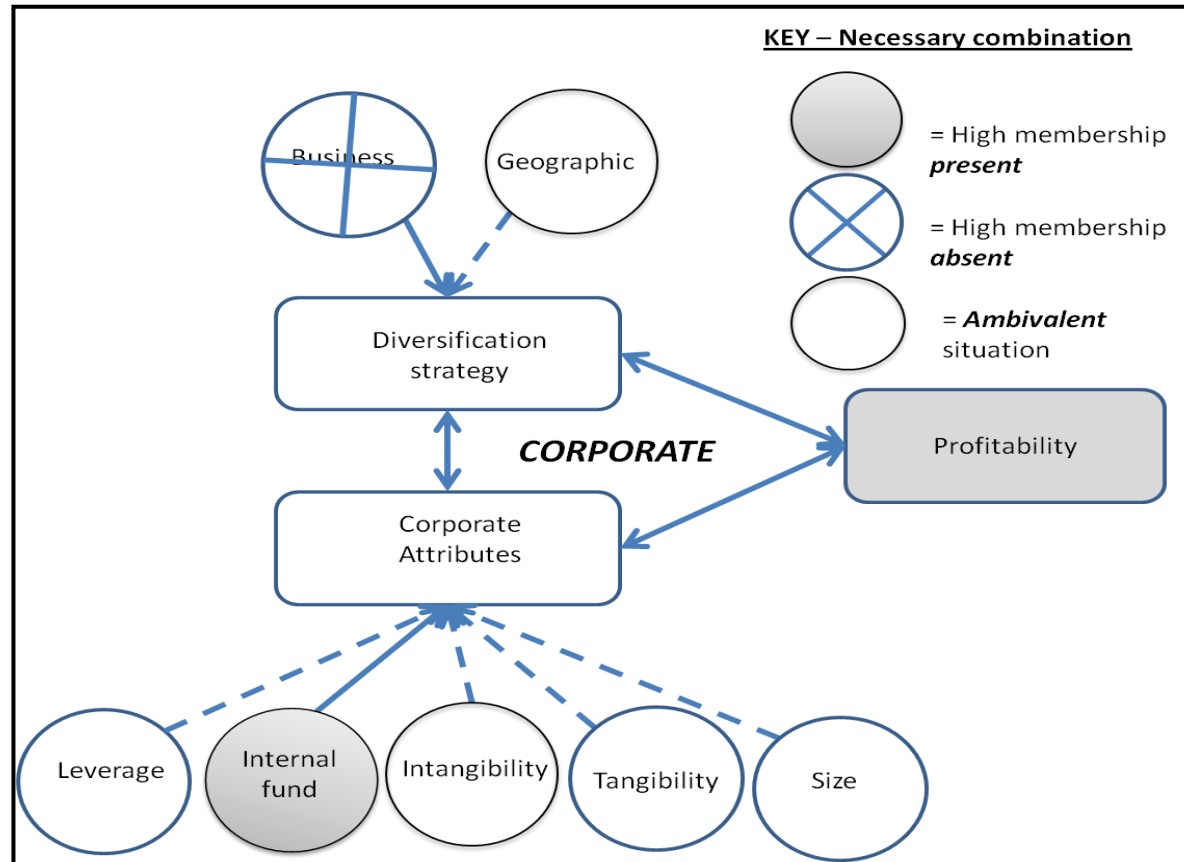 KEY – Necessary combination
= High membership
present
= High membership
absent
= Ambivalent
situation
Business
Geographic
Diversification
strategy
CORPORATE
Profitability
Corporate
Attributes
Leverage
Internal
fund
Intangibility
Tangibility
Size